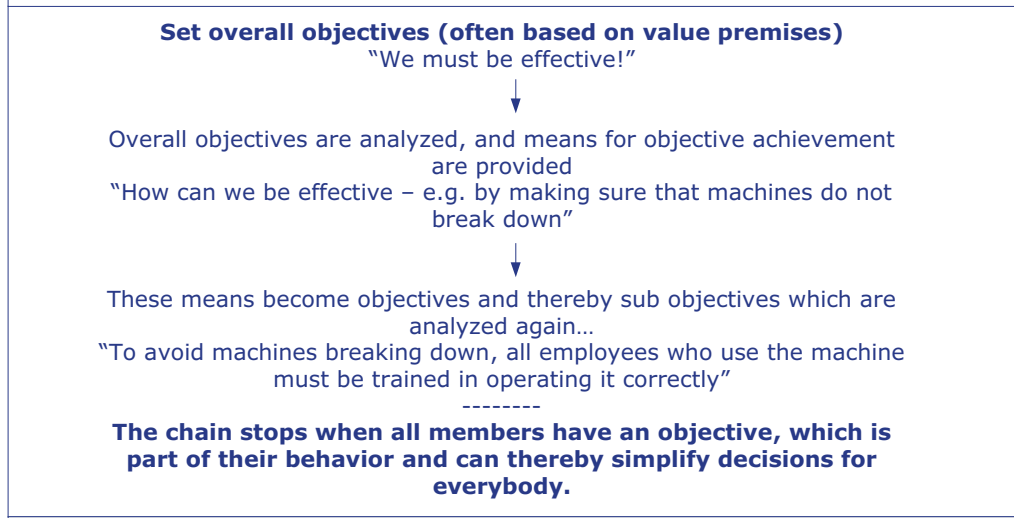 Set overall objectives (often based on value premises)
“We must be effective!”
Overall objectives are analyzed, and means for objective achievement
are provided
“How can we be effective – e.g. by making sure that machines do not
break down”
These means become objectives and thereby sub objectives which are
analyzed again…
“To avoid machines breaking down, all employees who use the machine
must be trained in operating it correctly”
--------
The chain stops when all members have an objective, which is
part of their behavior and can thereby simplify decisions for
everybody.